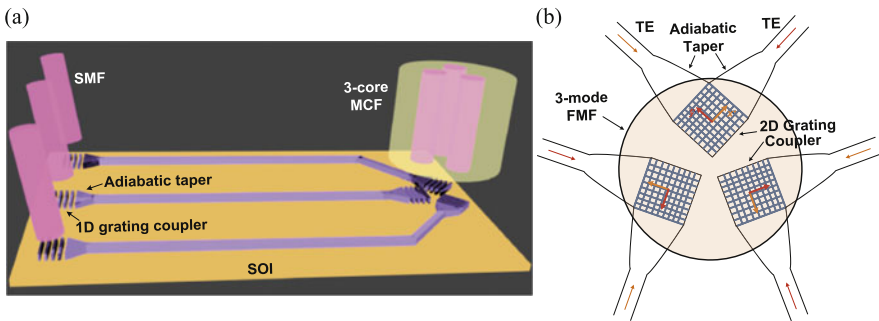 (a)
SMF
3-core
MCF
Adiabatic taper
1D grating coupler
SOI
(b)
TE
TE
Adiabatic
Taper
3-mode
FMF
2D Grating
Coupler